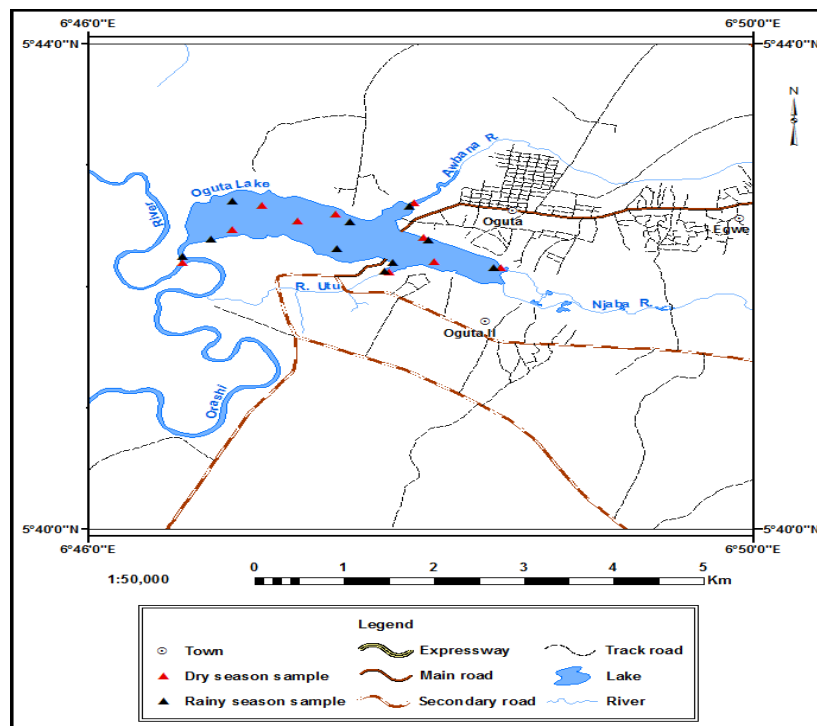 6°46'0"E
6°50'0"E
5°44'0"N
5°44'0"N
N
S
Awbana R.
Oguta Lake
River
Oguta
Egwe
R. Utu
Njaba R.
Oguta II
Orashi
5°40'0"N
5°40'0"N
6°46'0"E
6°50'0"E
1:50,000
0 1 2 3 4 5
Km
Legend
Town
Expressway
Track road
Dry season sample
Main road
Lake
Rainy season sample
Secondary road
River